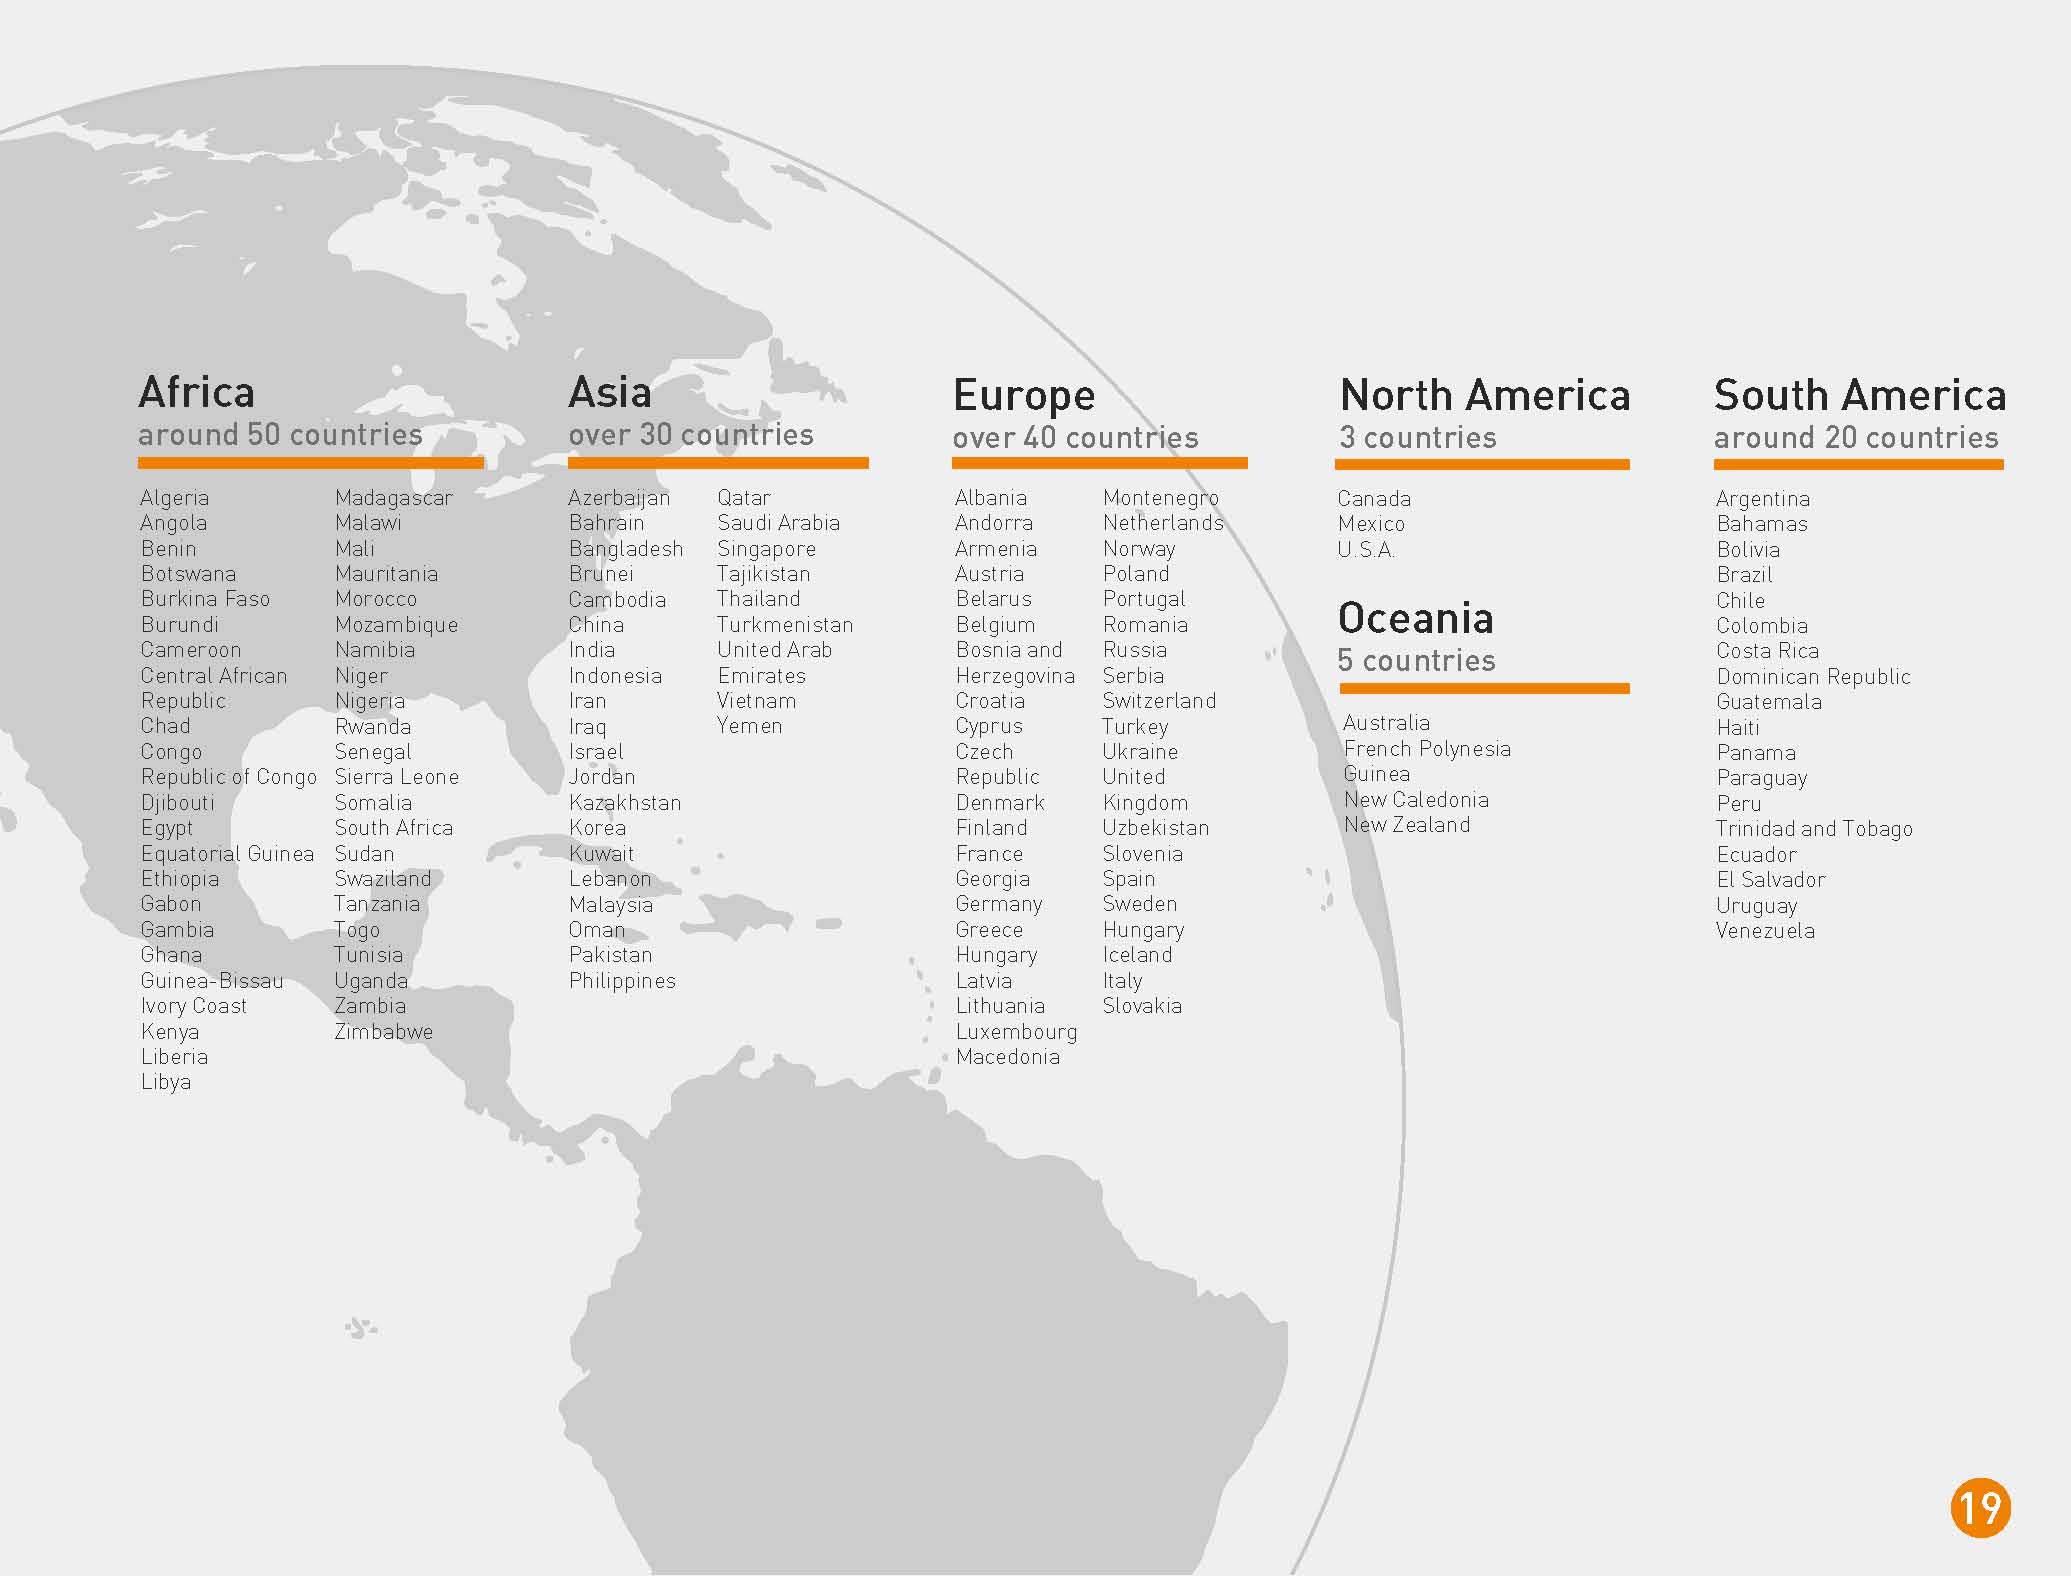 Africa
around 50 countries
Algeria
Angola
Benin
Botswana
Burkina Faso
Burundi
Cameroon
Central African
Republic
Chad
Congo
Republic of Congo
Djibouti
Egypt
Equatorial Guinea
Ethiopia
Gabon
Gambia
Ghana
Guinea-Bissau
Ivory Coast
Kenya
Liberia
Libya
Madagascar
Malawi
Mali
Mauritania
Morocco
Mozambique
Namibia
Niger
Nigeria
Rwanda
Senegal
Sierra Leone
Somalia
South Africa
Sudan
Swaziland
Tanzania
Togo
Tunisia
Uganda
Zambia
Zimbabwe
Asia
over 30 countries
Azerbaijan
Bahrain
Bangladesh
Brunei
Cambodia
China
India
Indonesia
Iran
Iraq
Israel
Jordan
Kazakhstan
Korea
Kuwait
Lebanon
Malaysia
Oman
Pakistan
Philippines
Qatar
Saudi Arabia
Singapore
Tajikistan
Thailand
Turkmenistan
United Arab
Emirates
Vietnam
Yemen
Europe
over 40 countries
Albania
Andorra
Armenia
Austria
Belarus
Belgium
Bosnia and
Herzegovina
Croatia
Cyprus
Czech
Republic
Denmark
Finland
France
Georgia
Germany
Greece
Hungary
Latvia
Lithuania
Luxembourg
Macedonia
Montenegro
Netherlands
Norway
Poland
Portugal
Romania
Russia
Serbia
Switzerland
Turkey
Ukraine
United
Kingdom
Uzbekistan
Slovenia
Spain
Sweden
Hungary
Iceland
Italy
Slovakia
North America
3 countries
Canada
Mexico
U.S.A.
Oceania
5 countries
Australia
French Polynesia
Guinea
New Caledonia
New Zealand
South America
around 20 countries
Argentina
Bahamas
Bolivia
Brazil
Chile
Colombia
Costa Rica
Dominican Republic
Guatemala
Haiti
Panama
Paraguay
Peru
Trinidad and Tobago
Ecuador
El Salvador
Uruguay
Venezuela
19